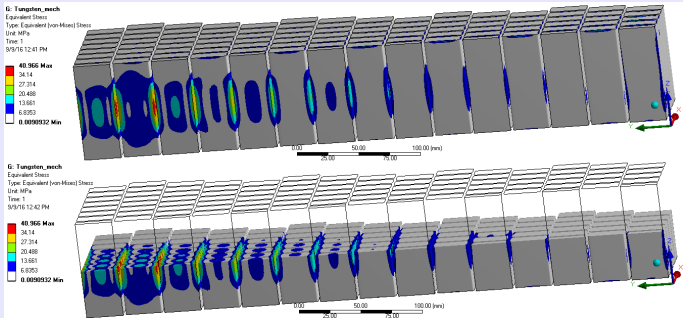 G: Tungsten_mech
Equivalent Stress
Type: Equivalent (von-Mises) Stress
Unit: MPa
Time: 1
9/9/16 12:41 PM
40.966 Max
34.14
27.314
20.488
13.661
6.8353
0.0090932 Min
0.00 50.00 100.00 (mm)
25.00 75.00
Z
X
Y
G: Tungsten_mech
Equivalent Stress
Type: Equivalent (von-Mises) Stress
Unit: MPa
Time: 1
9/9/16 12:42 PM
40.966 Max
34.14
27.314
20.488
13.661
6.8353
0.0090932 Min
0.00 50.00 100.00 (mm)
25.00 75.00
Z
X
Y